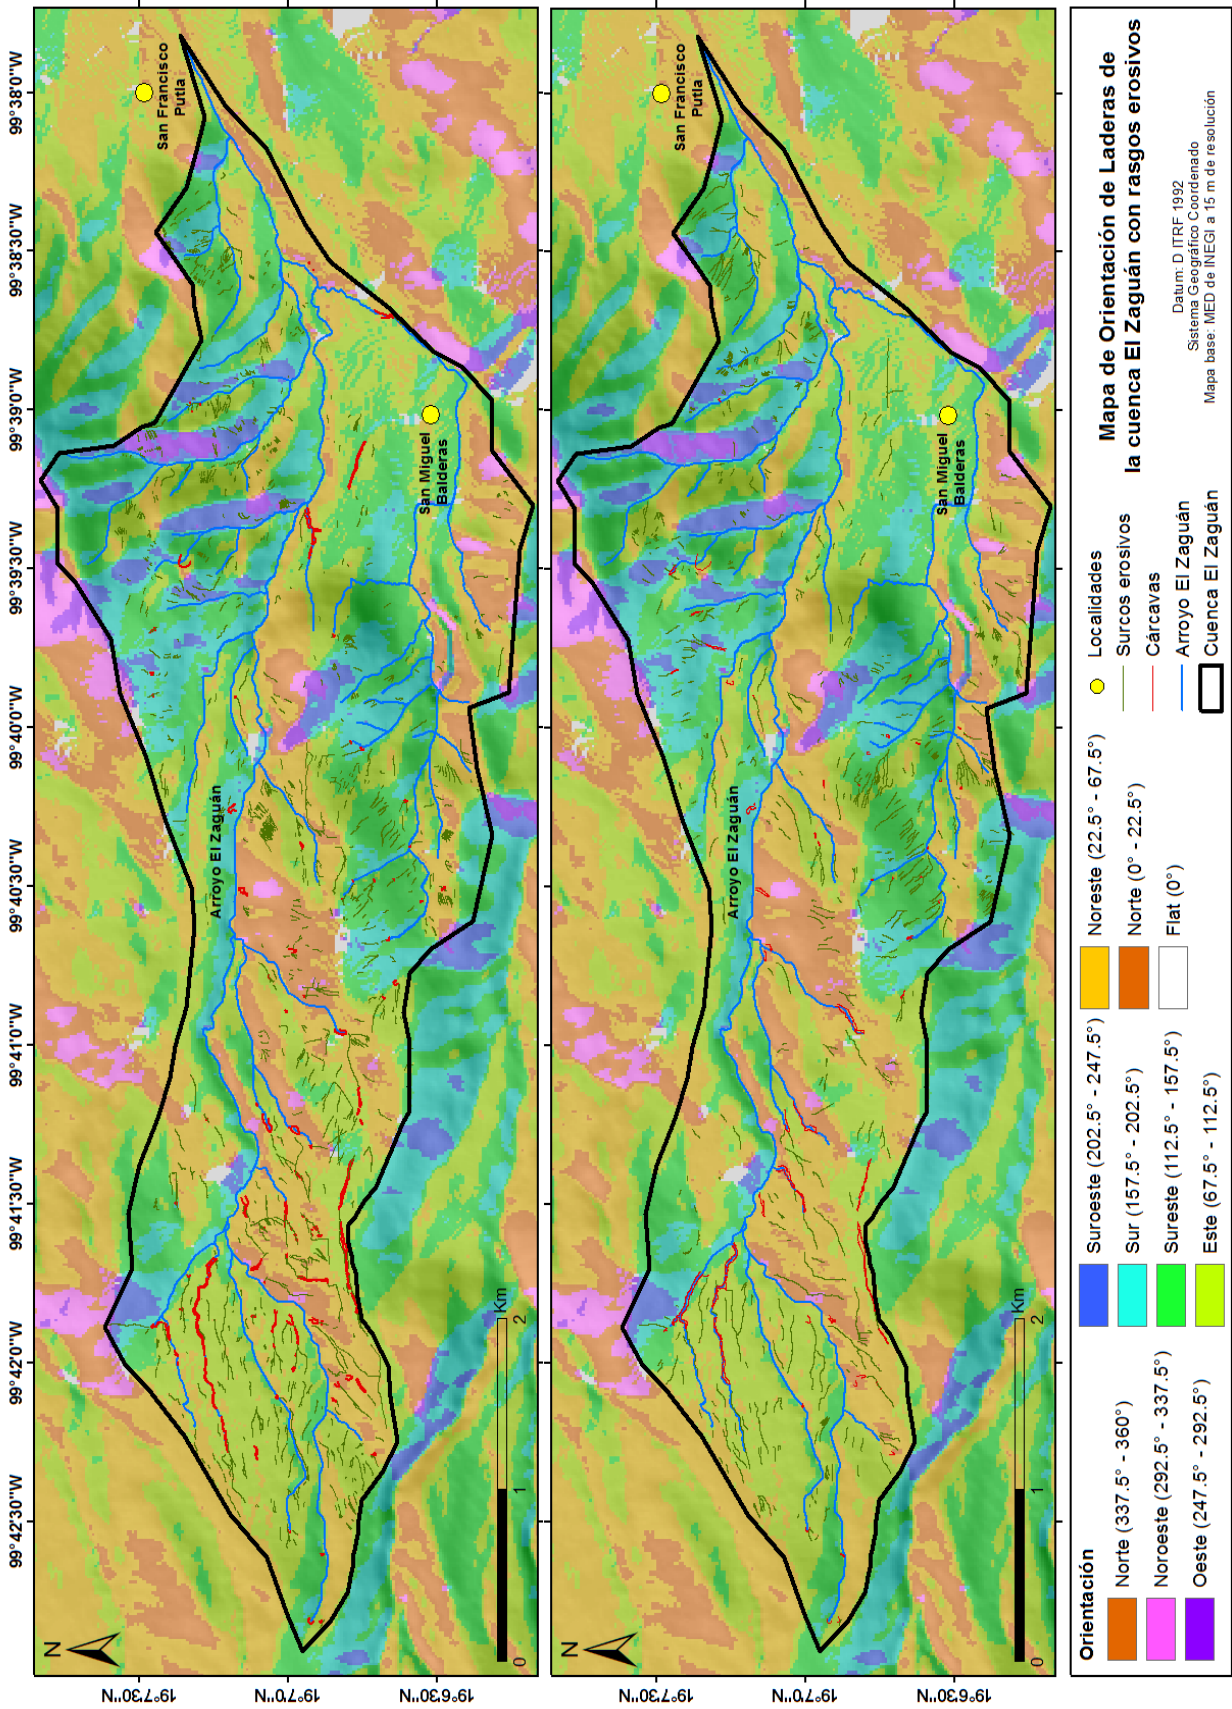 99°42'30"W
99°42'0"W
99°41'30"W
99°41'0"W
99°40'30"W
99°40'0"W
99°39'30"W
99°39'0"W
99°38'30"W
99°38'0"W
19°7'30"N
19°7'0"N
19°6'30"N
N
Arroyo El Zaguán
San Francisco
Putla
San Miguel
Balderas
0
1
2
Km
19°7'30"N
19°7'0"N
19°6'30"N
N
Arroyo El Zaguán
San Francisco
Putla
San Miguel
Balderas
0
1
2
Km
Orientación
Norte (337.5° - 360°)
Noroeste (292.5° - 337.5°)
Oeste (247.5° - 292.5°)
Suroeste (202.5° - 247.5°)
Sur (157.5° - 202.5°)
Sureste (112.5° - 157.5°)
Este (67.5° - 112.5°)
Noreste (22.5° - 67.5°)
Norte (0° - 22.5°)
Flat (0°)
Localidades
Surcos erosivos
Cárcavas
Arroyo El Zaguán
Cuenca El Zaguán
Mapa de Orientación de Laderas de
la cuenca El Zaguán con rasgos erosivos
Datum: D ITRF 1992
Sistema Geográfico Coordenado
Mapa base: MED de INEGI a 15 m de resolución